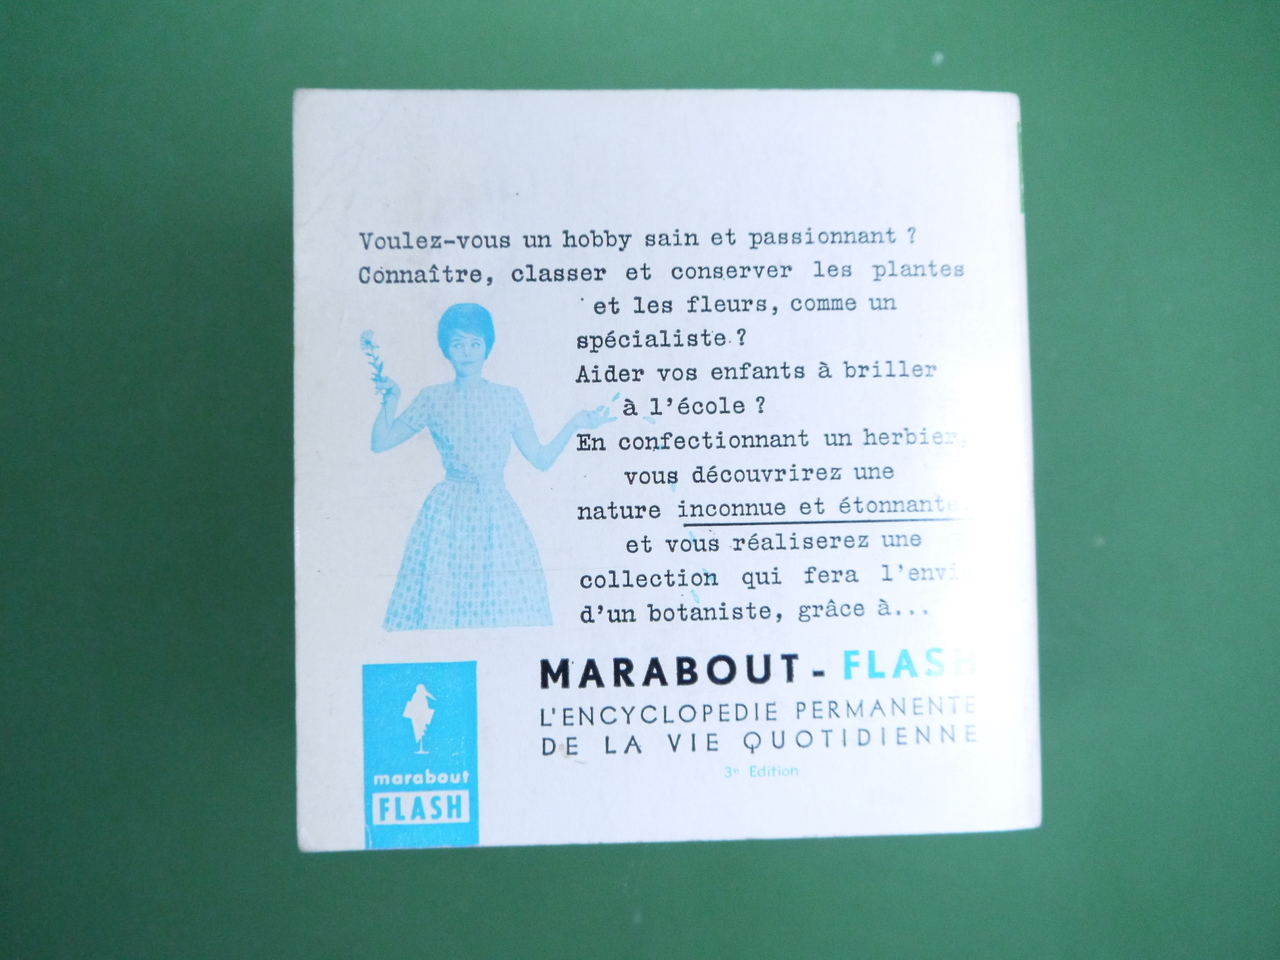 Voulez-vous un hobby sain et passionnant ?
Connaître, classer et conserver les plantes
et les fleurs, comme un
spécialiste ?
Aider vos enfants à briller
à l'école ?
En confectionnant un herbier,
vous découvrirez une
nature inconnue et étonnante,
et vous réaliserez une
collection qui fera l'envie
d'un botaniste, grâce à...
MARABOUT - FLASH
L'ENCYCLOPEDIE PERMANENTE
DE LA VIE QUOTIDIENNE
3e Edition
marabout
FLASH